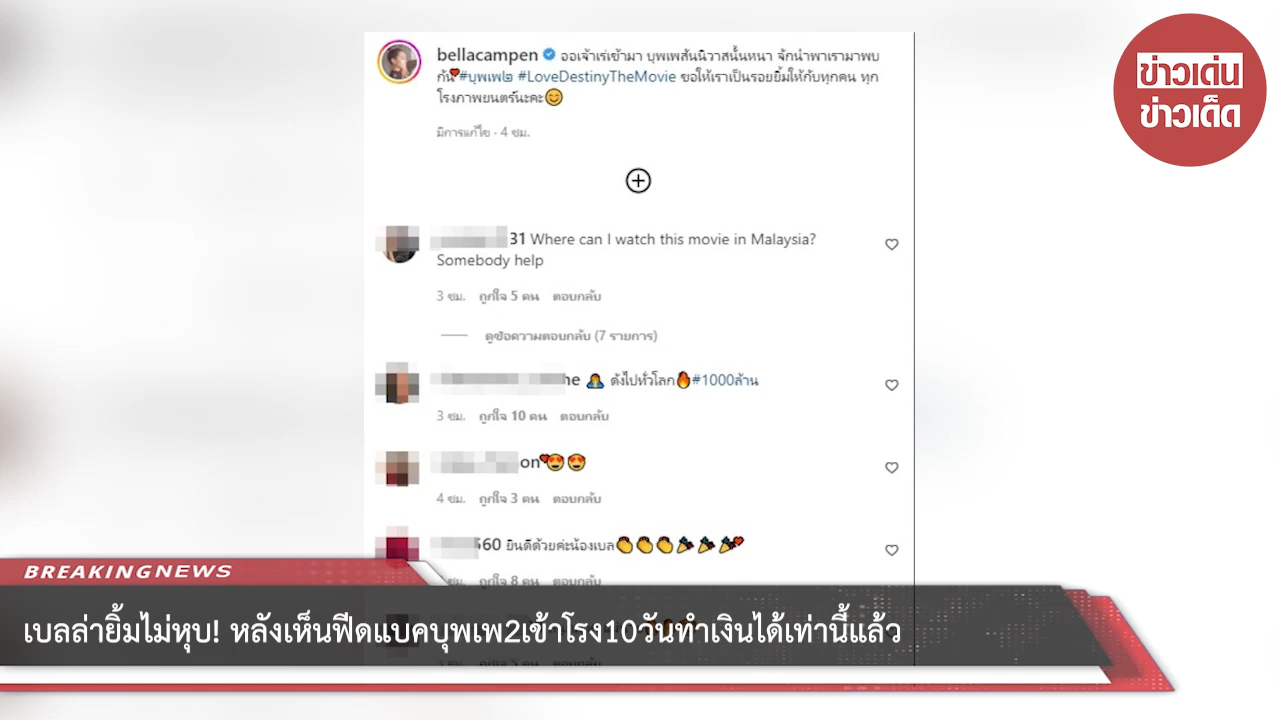 bellacampen ออเจ้าเร่เข้ามา บุพเพสันนิวาสนั้นหนา จักนำพาเรามาพบ
กัน #บุพเพ๒ #LoveDestinyTheMovie ขอให้เราเป็นรอยยิ้มให้กับทุกคน ทุก
โรงภาพยนตร์นะคะ😊
มีการแก้ไข · 4 ชม.
ข่าวเด่น
ข่าวเด็ด
31 Where can I watch this movie in Malaysia?
Somebody help
3 ชม. ถูกใจ 5 คน ตอบกลับ
ดูข้อความตอบกลับ (7 รายการ)
ดังไปทั่วโลก🔥#1000ล้าน
3 ชม. ถูกใจ 10 คน ตอบกลับ
on 😍😍
4 ชม. ถูกใจ 3 คน ตอบกลับ
560 ยินดีด้วยค่ะน้องเบล👏👏👏🎉🎉🎉
ชม. ถูกใจ 8 คน ตอบกลับ
BREAKING NEWS
เบลล่ายิ้มไม่หุบ! หลังเห็นฟีดแบคบุพเพ2เข้าโรง10วันทำเงินได้เท่านี้แล้ว